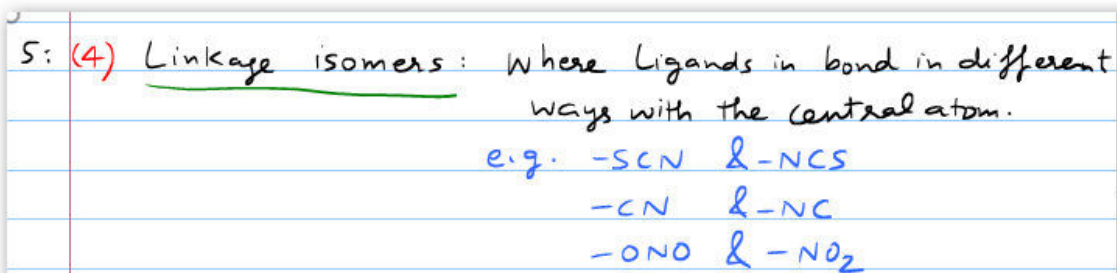 5: (4) Linkage isomers: Where Ligands in bond in different
ways with the central atom.
e.g. -SCN & -NCS
-CN & -NC
-ONO & -NO₂